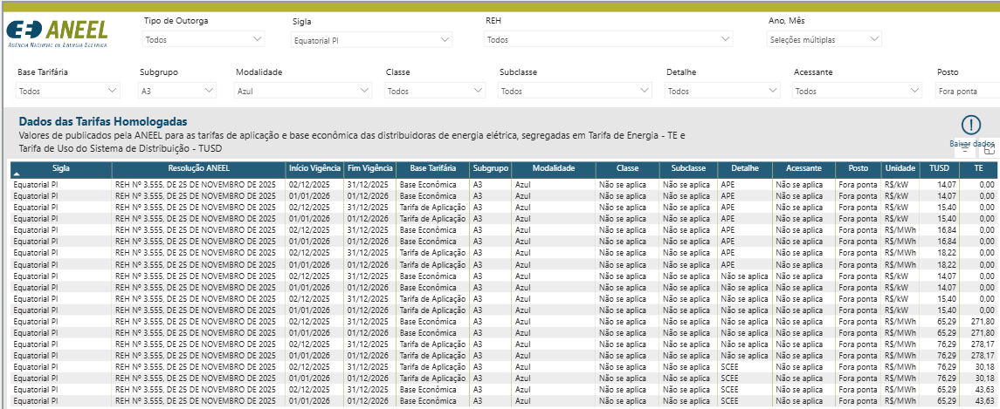 ANEEL
AGÊNCIA NACIONAL DE ENERGIA ELÉTRICA
Tipo de Outorga
Todos
Sigla
Equatorial PI
REH
Todos
Ano, Mês
Seleções múltiplas
Base Tarifária
Todos
Subgrupo
A3
Modalidade
Azul
Classe
Todos
Subclasse
Todos
Detalhe
Todos
Acessante
Todos
Posto
Fora ponta
Dados das Tarifas Homologadas
Valores de publicados pela ANEEL para as tarifas de aplicação e base econômica das distribuidoras de energia elétrica, segregadas em Tarifa de Energia - TE e
Tarifa de Uso do Sistema de Distribuição - TUSD
Baixar dados
Sigla Resolução ANEEL Início Vigência Fim Vigência Base Tarifária Subgrupo Modalidade Classe Subclasse Detalhe Acessante Posto Unidade TUSD TE
Equatorial PI REH Nº 3.555, DE 25 DE NOVEMBRO DE 2025 02/12/2025 31/12/2025 Base Econômica A3 Azul Não se aplica Não se aplica APE Não se aplica Fora ponta R$/kW 14,07 0,00
Equatorial PI REH Nº 3.555, DE 25 DE NOVEMBRO DE 2025 01/01/2026 01/12/2026 Base Econômica A3 Azul Não se aplica Não se aplica APE Não se aplica Fora ponta R$/kW 14,07 0,00
Equatorial PI REH Nº 3.555, DE 25 DE NOVEMBRO DE 2025 02/12/2025 31/12/2025 Tarifa de Aplicação A3 Azul Não se aplica Não se aplica APE Não se aplica Fora ponta R$/kW 15,40 0,00
Equatorial PI REH Nº 3.555, DE 25 DE NOVEMBRO DE 2025 01/01/2026 01/12/2026 Tarifa de Aplicação A3 Azul Não se aplica Não se aplica APE Não se aplica Fora ponta R$/kW 15,40 0,00
Equatorial PI REH Nº 3.555, DE 25 DE NOVEMBRO DE 2025 02/12/2025 31/12/2025 Base Econômica A3 Azul Não se aplica Não se aplica APE Não se aplica Fora ponta R$/MWh 16,84 0,00
Equatorial PI REH Nº 3.555, DE 25 DE NOVEMBRO DE 2025 01/01/2026 01/12/2026 Base Econômica A3 Azul Não se aplica Não se aplica APE Não se aplica Fora ponta R$/MWh 16,84 0,00
Equatorial PI REH Nº 3.555, DE 25 DE NOVEMBRO DE 2025 02/12/2025 31/12/2025 Tarifa de Aplicação A3 Azul Não se aplica Não se aplica APE Não se aplica Fora ponta R$/MWh 18,22 0,00
Equatorial PI REH Nº 3.555, DE 25 DE NOVEMBRO DE 2025 01/01/2026 01/12/2026 Tarifa de Aplicação A3 Azul Não se aplica Não se aplica APE Não se aplica Fora ponta R$/MWh 18,22 0,00
Equatorial PI REH Nº 3.555, DE 25 DE NOVEMBRO DE 2025 02/12/2025 31/12/2025 Base Econômica A3 Azul Não se aplica Não se aplica Não se aplica Não se aplica Fora ponta R$/kW 14,07 0,00
Equatorial PI REH Nº 3.555, DE 25 DE NOVEMBRO DE 2025 01/01/2026 01/12/2026 Base Econômica A3 Azul Não se aplica Não se aplica Não se aplica Não se aplica Fora ponta R$/kW 14,07 0,00
Equatorial PI REH Nº 3.555, DE 25 DE NOVEMBRO DE 2025 02/12/2025 31/12/2025 Tarifa de Aplicação A3 Azul Não se aplica Não se aplica Não se aplica Não se aplica Fora ponta R$/kW 15,40 0,00
Equatorial PI REH Nº 3.555, DE 25 DE NOVEMBRO DE 2025 01/01/2026 01/12/2026 Tarifa de Aplicação A3 Azul Não se aplica Não se aplica Não se aplica Não se aplica Fora ponta R$/kW 15,40 0,00
Equatorial PI REH Nº 3.555, DE 25 DE NOVEMBRO DE 2025 02/12/2025 31/12/2025 Base Econômica A3 Azul Não se aplica Não se aplica Não se aplica Não se aplica Fora ponta R$/MWh 65,29 271,80
Equatorial PI REH Nº 3.555, DE 25 DE NOVEMBRO DE 2025 01/01/2026 01/12/2026 Base Econômica A3 Azul Não se aplica Não se aplica Não se aplica Não se aplica Fora ponta R$/MWh 65,29 271,80
Equatorial PI REH Nº 3.555, DE 25 DE NOVEMBRO DE 2025 02/12/2025 31/12/2025 Tarifa de Aplicação A3 Azul Não se aplica Não se aplica Não se aplica Não se aplica Fora ponta R$/MWh 76,29 278,17
Equatorial PI REH Nº 3.555, DE 25 DE NOVEMBRO DE 2025 01/01/2026 01/12/2026 Tarifa de Aplicação A3 Azul Não se aplica Não se aplica Não se aplica Não se aplica Fora ponta R$/MWh 76,29 278,17
Equatorial PI REH Nº 3.555, DE 25 DE NOVEMBRO DE 2025 02/12/2025 31/12/2025 Tarifa de Aplicação A3 Azul Não se aplica Não se aplica SCEE Não se aplica Fora ponta R$/MWh 76,29 30,18
Equatorial PI REH Nº 3.555, DE 25 DE NOVEMBRO DE 2025 01/01/2026 01/12/2026 Tarifa de Aplicação A3 Azul Não se aplica Não se aplica SCEE Não se aplica Fora ponta R$/MWh 76,29 30,18
Equatorial PI REH Nº 3.555, DE 25 DE NOVEMBRO DE 2025 02/12/2025 31/12/2025 Base Econômica A3 Azul Não se aplica Não se aplica SCEE Não se aplica Fora ponta R$/MWh 65,29 43,63
Equatorial PI REH Nº 3.555, DE 25 DE NOVEMBRO DE 2025 01/01/2026 01/12/2026 Base Econômica A3 Azul Não se aplica Não se aplica SCEE Não se aplica Fora ponta R$/MWh 65,29 43,63